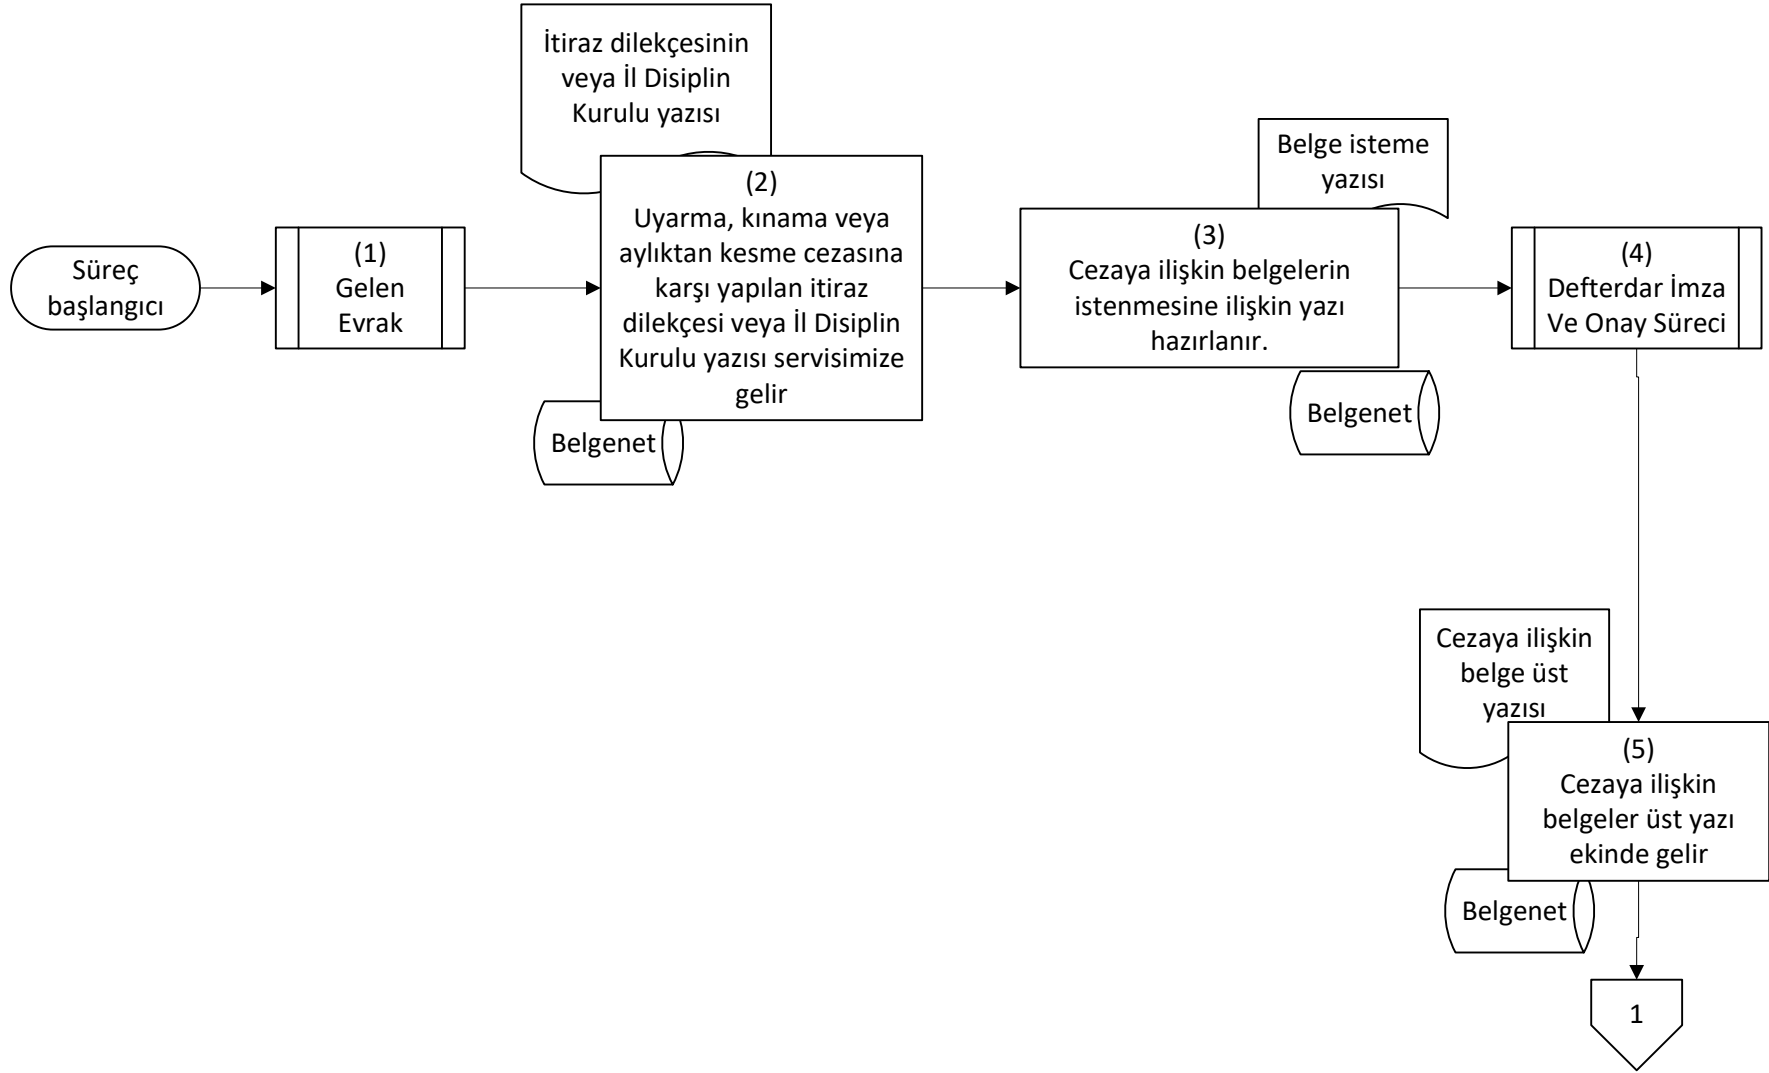 Süreç
başlangıcı
(1)
Gelen
Evrak
İtiraz dilekçesinin
veya İl Disiplin
Kurulu yazısı
(2)
Uyarma, kınama veya
aylıktan kesme cezasına
karşı yapılan itiraz
dilekçesi veya İl Disiplin
Kurulu yazısı servisimize
gelir
Belgenet
Belge isteme
yazısı
(3)
Cezaya ilişkin belgelerin
istenmesine ilişkin yazı
hazırlanır.
Belgenet
(4)
Defterdar İmza
Ve Onay Süreci
Cezaya ilişkin
belge üst
yazısı
(5)
Cezaya ilişkin
belgeler üst yazı
ekinde gelir
Belgenet
1